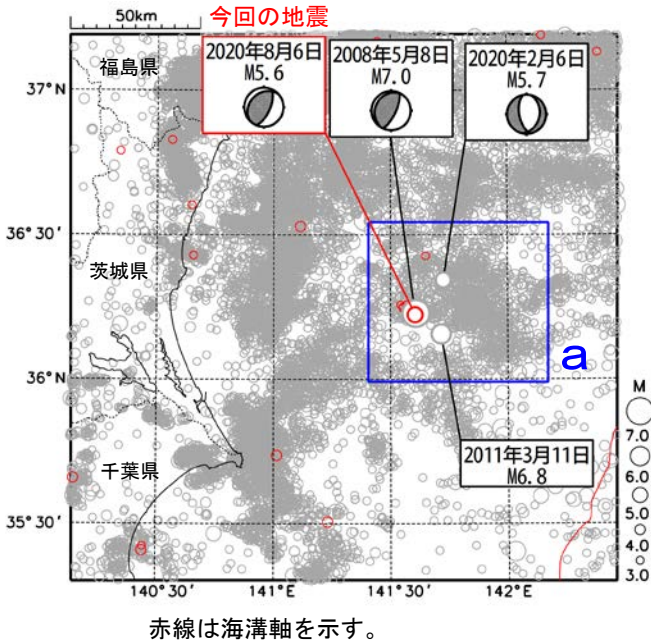 50km
今回の地震
2020年8月6日
M5.6
2008年5月8日
M7.0
2020年2月6日
M5.7
福島県
37°N
36°30′
茨城県
a
36°
M
7.0
6.0
5.0
4.0
3.0
2011年3月11日
M6.8
千葉県
35°30′
140°30′
141°E
141°30′
142°
赤線は海溝軸を示す。